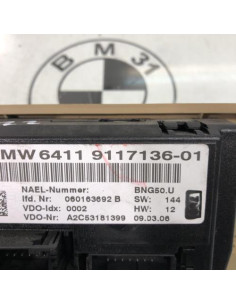 BMW 31
MW 6411 9117136-01
NAEL-Nummer: BNG50.U
lfd. Nr: 060163692 B SW: 144
VDO-Idx: 0002 HW: 12
VDO-Nr: A2C53181399 09.03.06